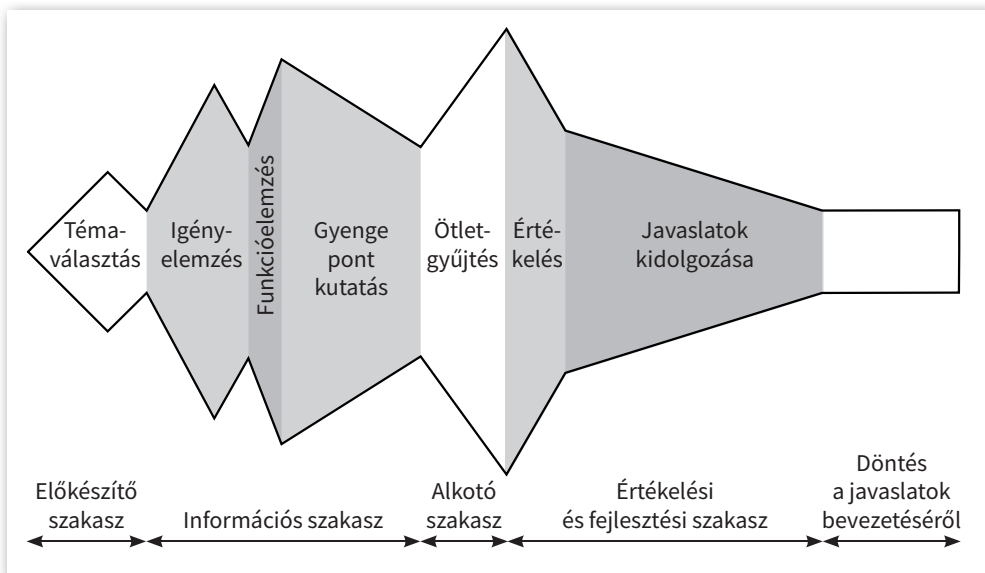 Téma-
választás
Igény-
elemzés
Funkcióelemzés
Gyenge
pont
kutatás
Ötlet-
gyűjtés
Érté-
kelés
Javaslatok
kidolgozása
Előkészítő
szakasz
Információs szakasz
Alkotó
szakasz
Értékelési
és fejlesztési szakasz
Döntés
a javaslatok
bevezetéséről